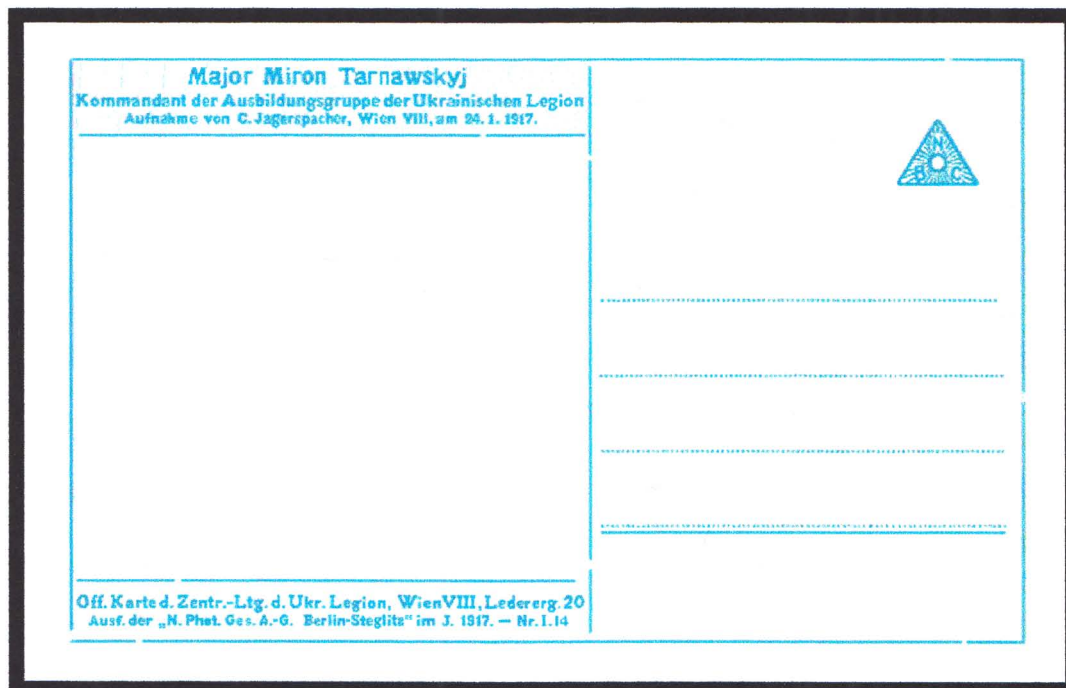 Major Miron Tarnawskyj
Kommandant der Ausbildungsgruppe der Ukrainischen Legion
Aufnahme von C. Jagerspacher, Wien VIII, am 24. 1. 1917.
N
B C
Off. Karte d. Zentr.-Ltg. d. Ukr. Legion, Wien VIII, Ledererg. 20
Ausf. der „N. Phot. Ges. A.-G. Berlin-Steglitz" im J. 1917. — Nr. I. 14